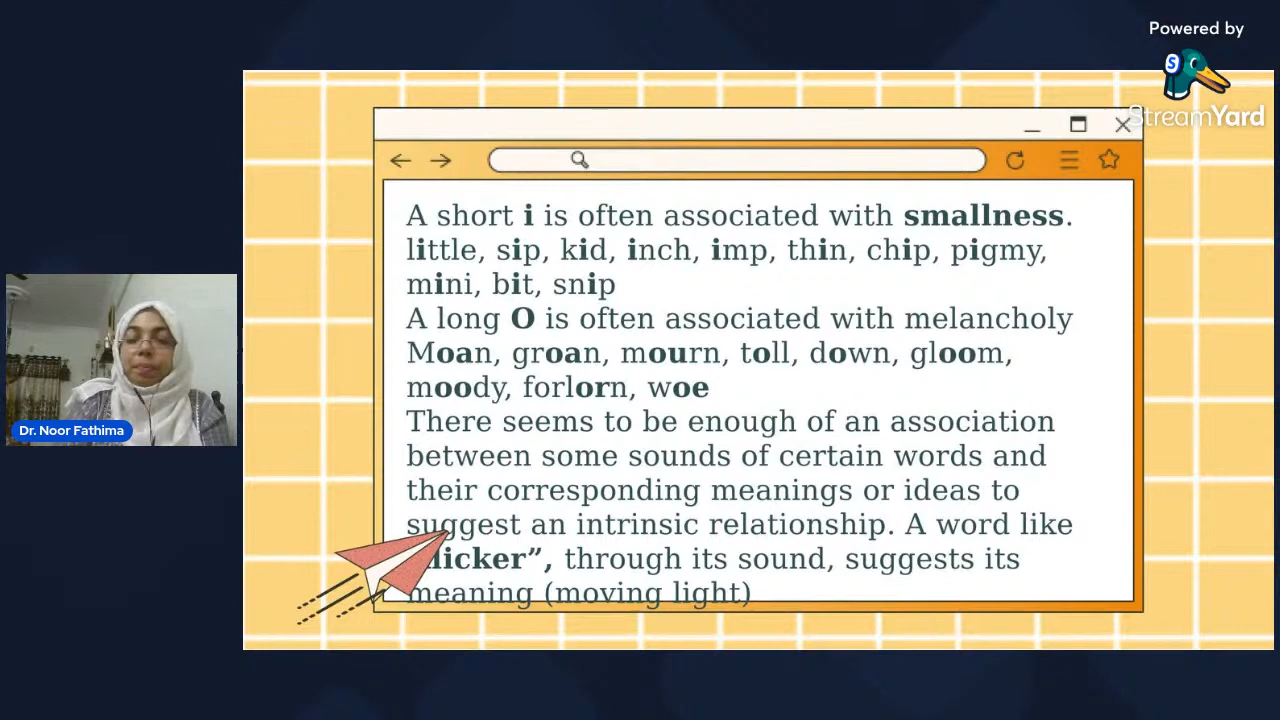 Powered by
StreamYard
A short i is often associated with smallness.
little, sip, kid, inch, imp, thin, chip, pigmy,
mini, bit, snip
A long O is often associated with melancholy
Moan, groan, mourn, toll, down, gloom,
moody, forlorn, woe
There seems to be enough of an association
between some sounds of certain words and
their corresponding meanings or ideas to
suggest an intrinsic relationship. A word like
licker”, through its sound, suggests its
meaning (moving light)
Dr. Noor Fathima